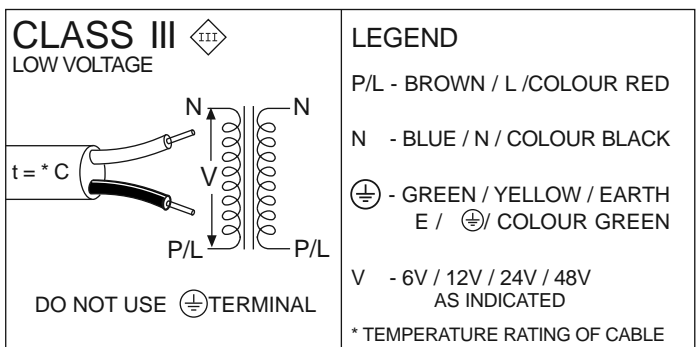 CLASS III III
LOW VOLTAGE
N N
t = * C
V
P/L P/L
DO NOT USE TERMINAL
LEGEND
P/L - BROWN / L /COLOUR RED
N - BLUE / N / COLOUR BLACK
- GREEN / YELLOW / EARTH
E / / COLOUR GREEN
V - 6V / 12V / 24V / 48V
AS INDICATED
* TEMPERATURE RATING OF CABLE